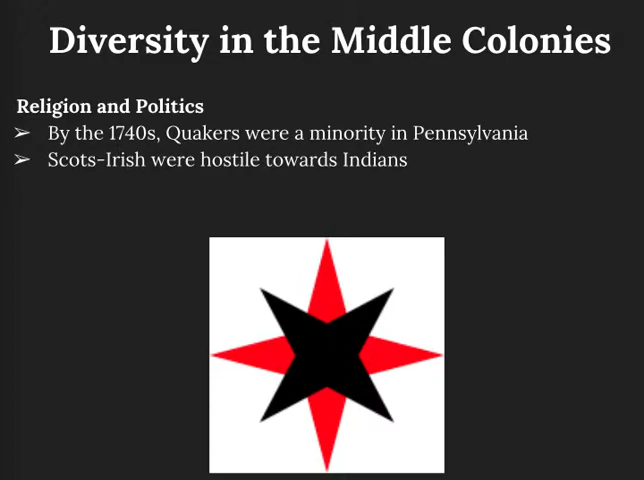 Diversity in the Middle Colonies
Religion and Politics
➢ By the 1740s, Quakers were a minority in Pennsylvania
➢ Scots-Irish were hostile towards Indians